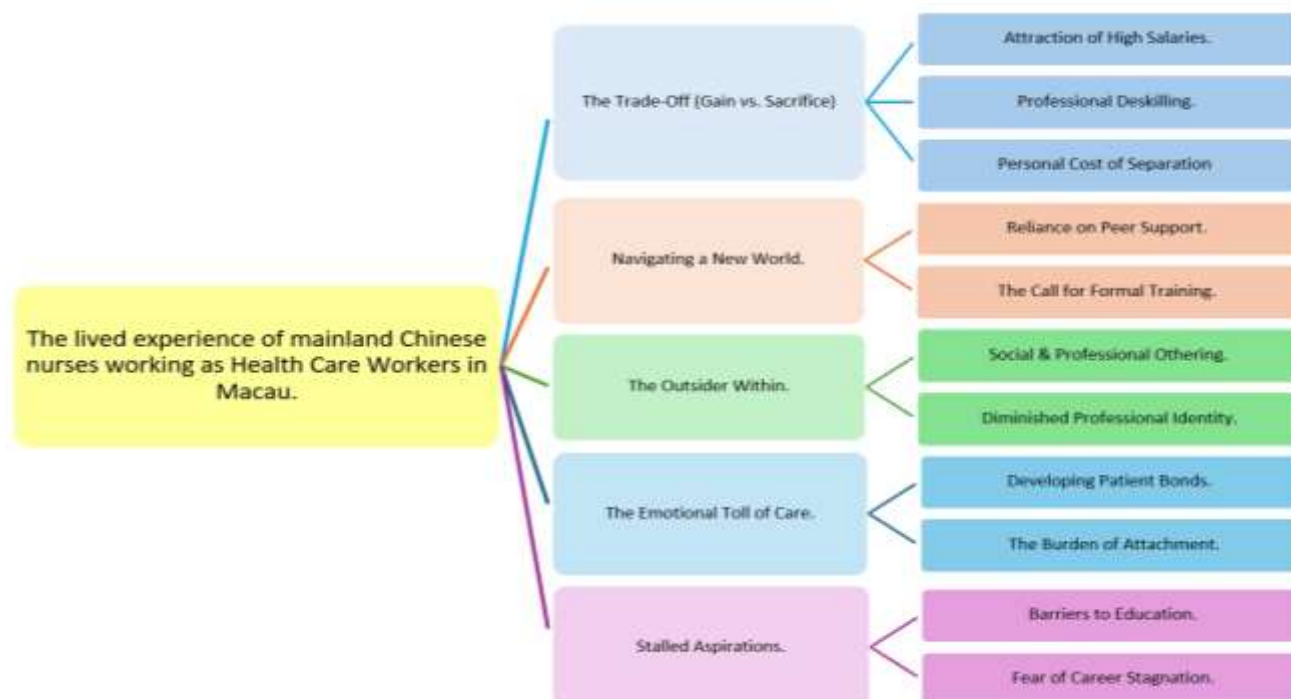 The lived experience of mainland Chinese
nurses working as Health Care Workers in
Macau.
The Trade-Off (Gain vs. Sacrifice)
Attraction of High Salaries.
Professional Deskilling.
Personal Cost of Separation
Navigating a New World.
Reliance on Peer Support.
The Call for Formal Training.
The Outsider Within.
Social & Professional Othering.
Diminished Professional Identity.
The Emotional Toll of Care.
Developing Patient Bonds.
The Burden of Attachment.
Stalled Aspirations.
Barriers to Education.
Fear of Career Stagnation.